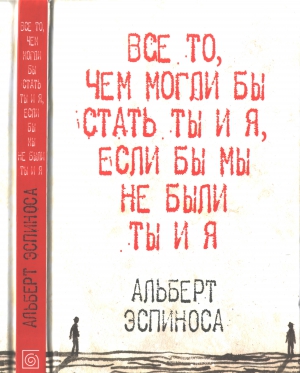 ВСЕ ТО,
ЧЕМ МОГЛИ
БЫ
СТАТЬ ТЫ И Я,
ЕСЛИ
БЫ
МЫ
НЕ БЫЛИ
ТЫ И Я
АЛЬБЕРТ ЭСПИНОСА
ВСЕ ТО,
ЧЕМ МОГЛИ БЫ
СТАТЬ ТЫ И Я,
ЕСЛИ БЫ МЫ
НЕ БЫЛИ
ТЫ И Я
АЛЬБЕРТ
ЭСПИНОСА